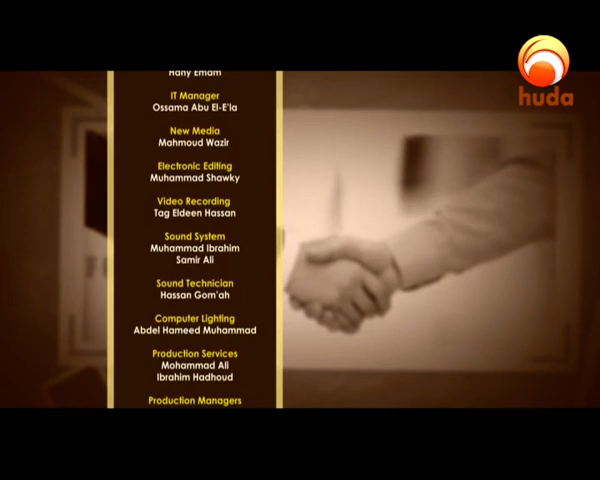 huda
Hany Emam
IT Manager
Ossama Abu El-E'la
New Media
Mahmoud Wazir
Electronic Editing
Muhammad Shawky
Video Recording
Tag Eldeen Hassan
Sound System
Muhammad Ibrahim
Samir Ali
Sound Technician
Hassan Gom'ah
Computer Lighting
Abdel Hameed Muhammad
Production Services
Mohammad Ali
Ibrahim Hadhoud
Production Managers